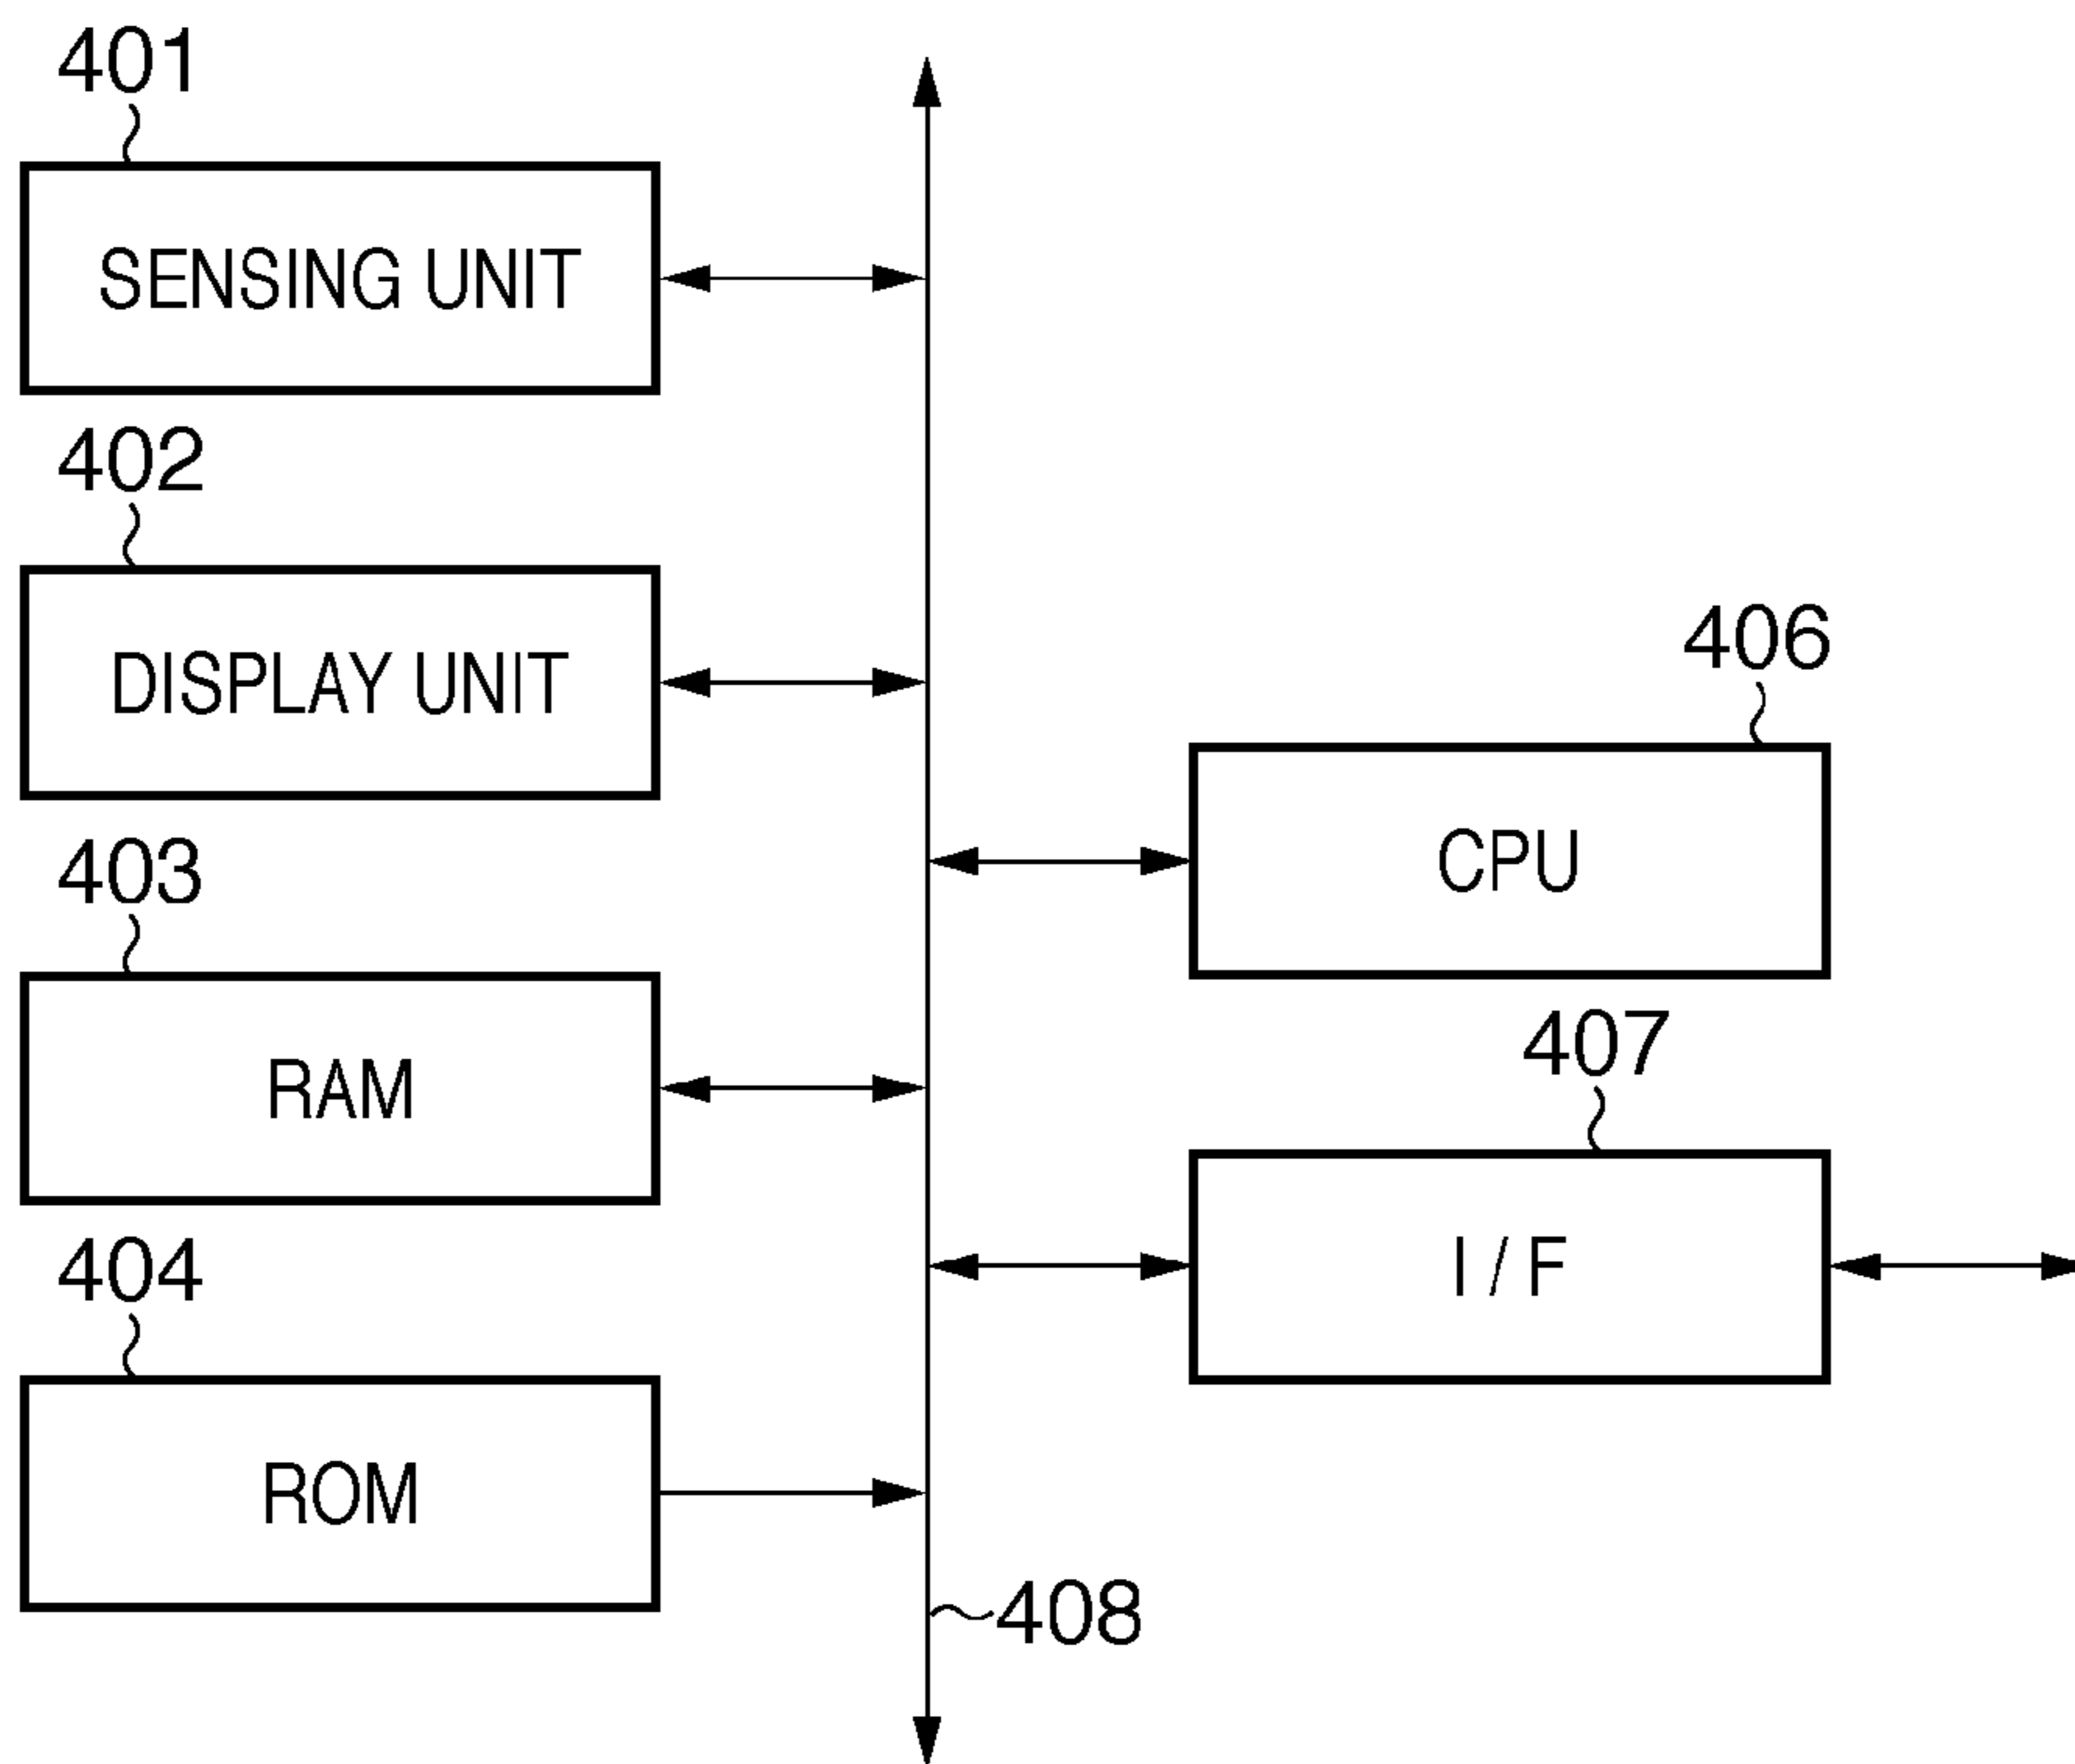 401
SENSING UNIT
402
DISPLAY UNIT
403
RAM
404
ROM
406
CPU
407
I / F
408